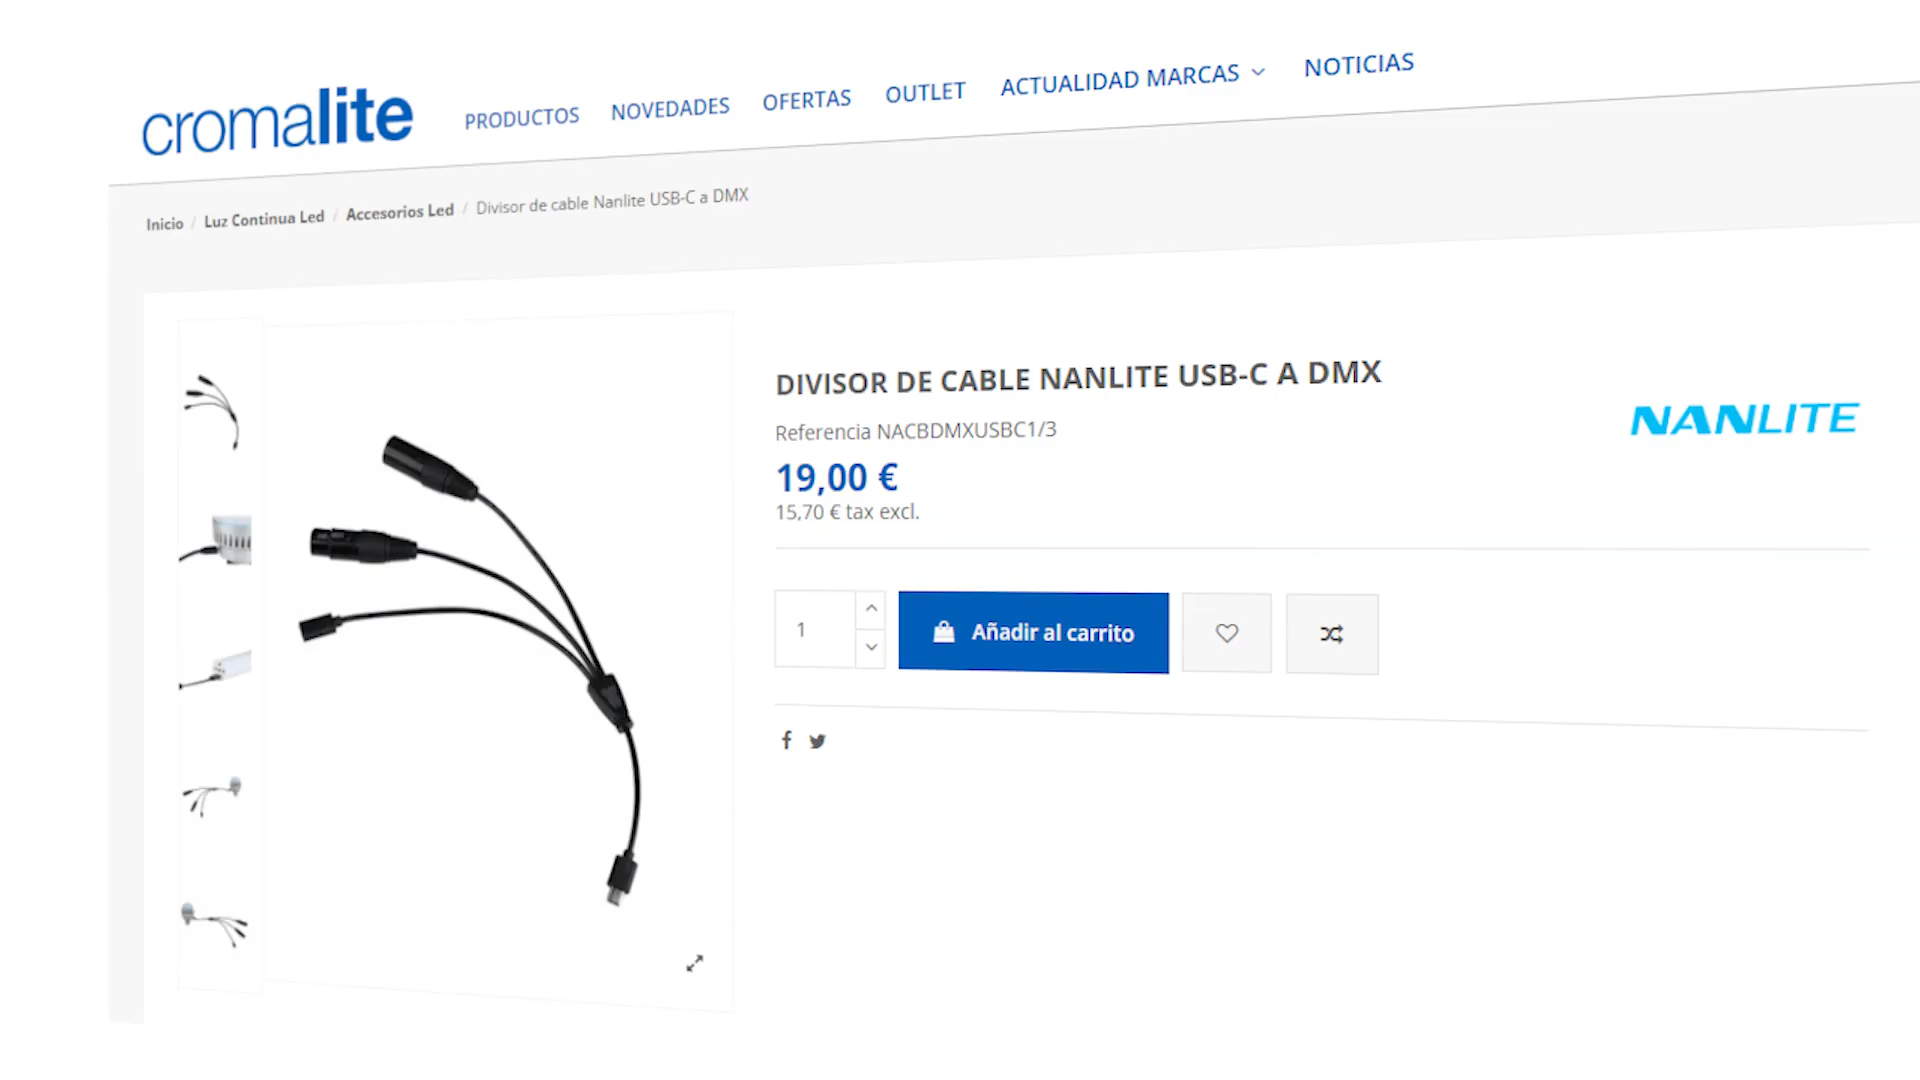 cromalite
PRODUCTOS NOVEDADES OFERTAS OUTLET ACTUALIDAD MARCAS NOTICIAS
Inicio / Luz Continua Led / Accesorios Led / Divisor de cable Nanlite USB-C a DMX
DIVISOR DE CABLE NANLITE USB-C A DMX
NANLITE
Referencia NACBDMXUSBC1/3
19,00 €
15,70 € tax excl.
1
Añadir al carrito